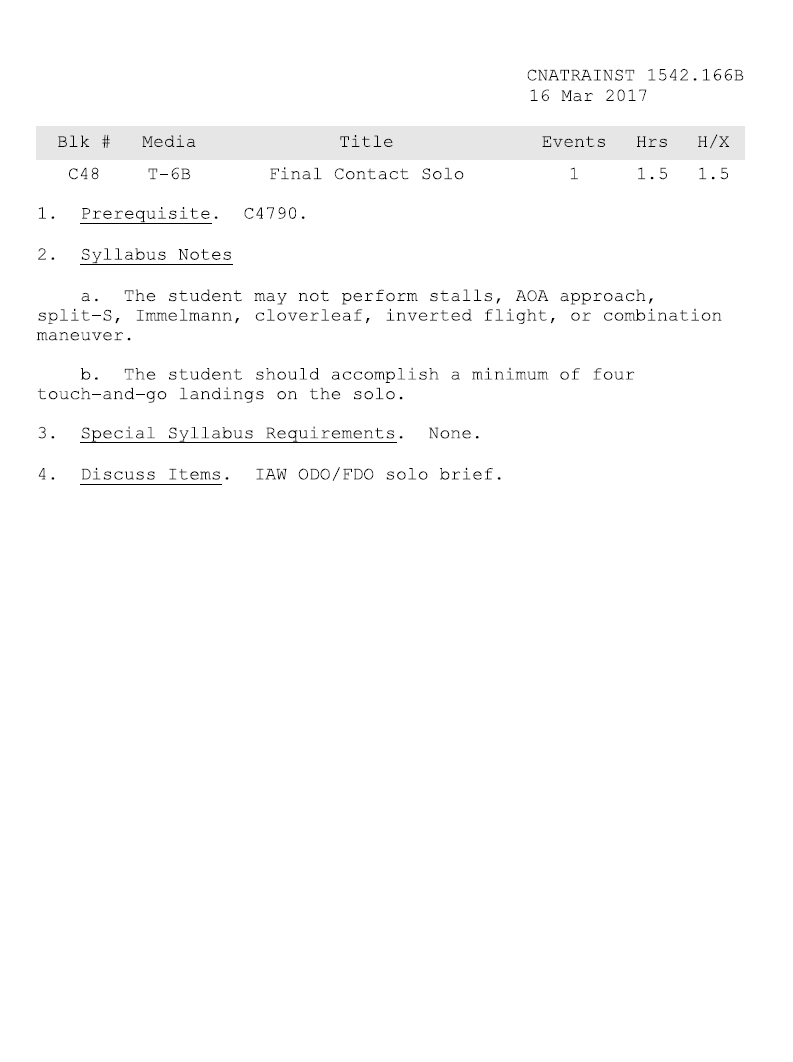 CNATRAINST 1542.166B
16 Mar 2017
Blk # Media Title Events Hrs H/X
C48 T-6B Final Contact Solo 1 1.5 1.5
1. Prerequisite. C4790.
2. Syllabus Notes
a. The student may not perform stalls, AOA approach,
split-S, Immelmann, cloverleaf, inverted flight, or combination
maneuver.
b. The student should accomplish a minimum of four
touch-and-go landings on the solo.
3. Special Syllabus Requirements. None.
4. Discuss Items. IAW ODO/FDO solo brief.